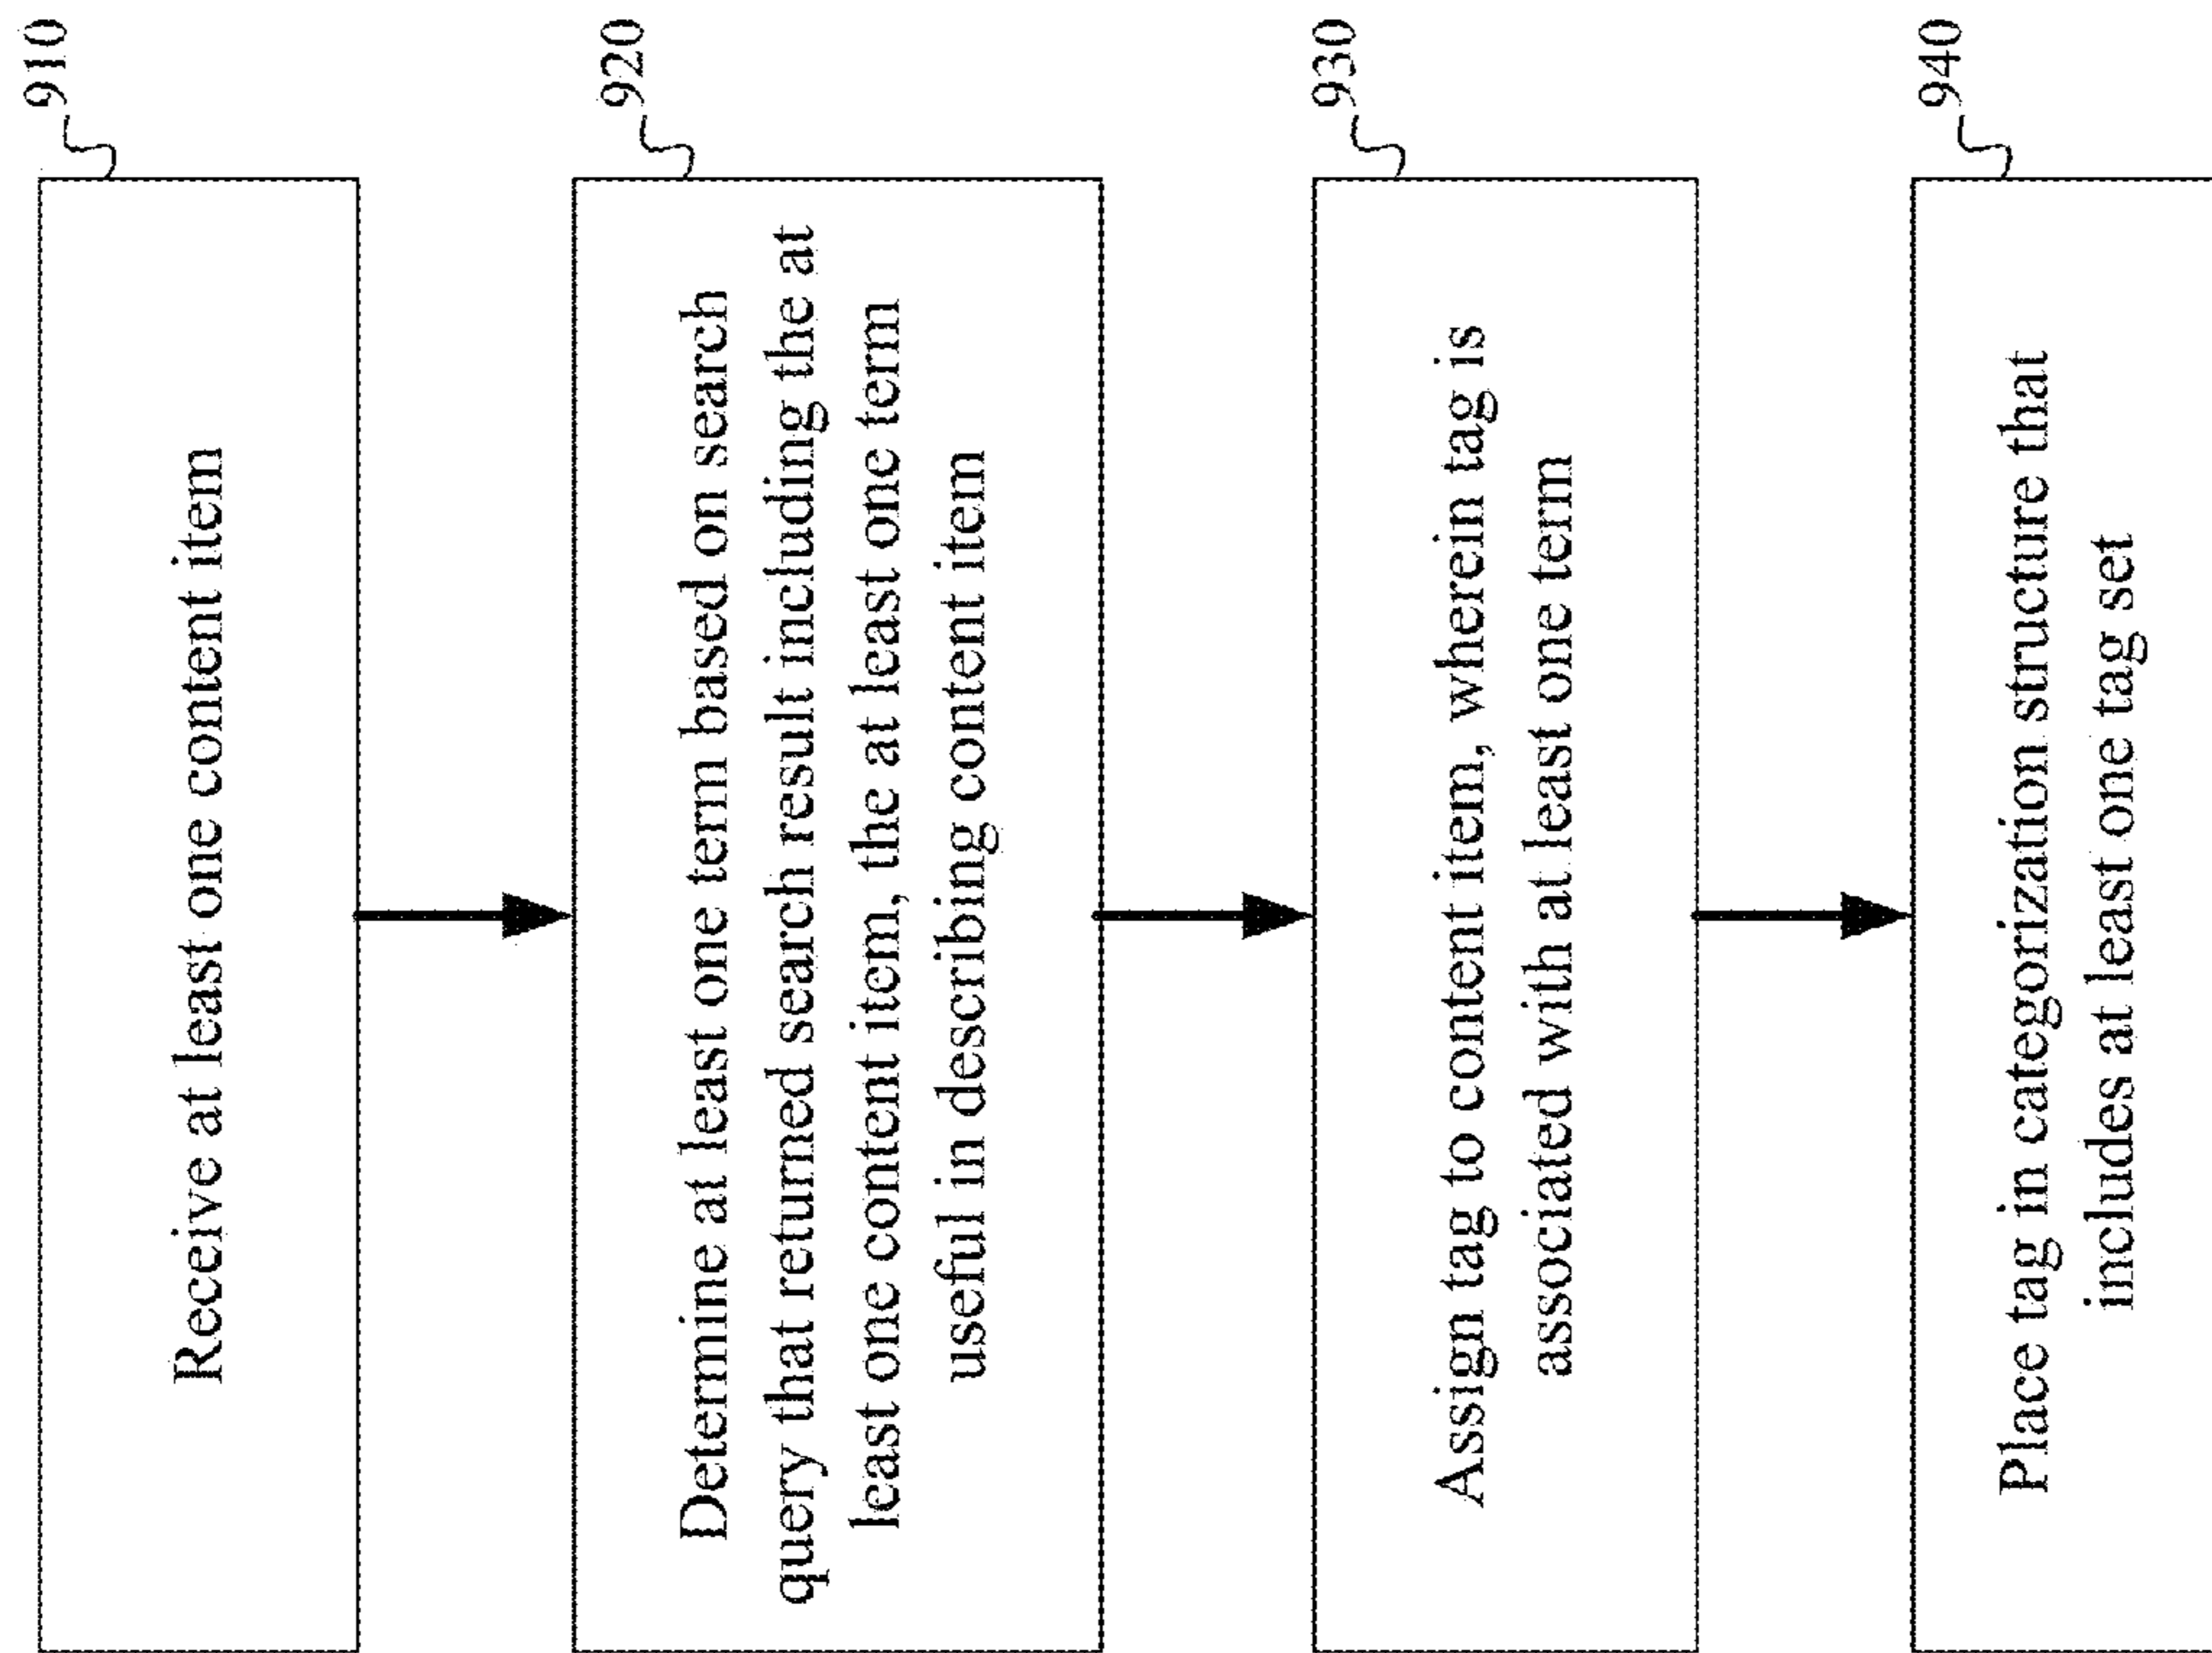 910
Receive at least one content item
920
Determine at least one term based on search
query that returned search result including the at
least one content item, the at least one term
useful in describing content item
930
Assign tag to content item, wherein tag is
associated with at least one term
940
Place tag in categorization structure that
includes at least one tag set